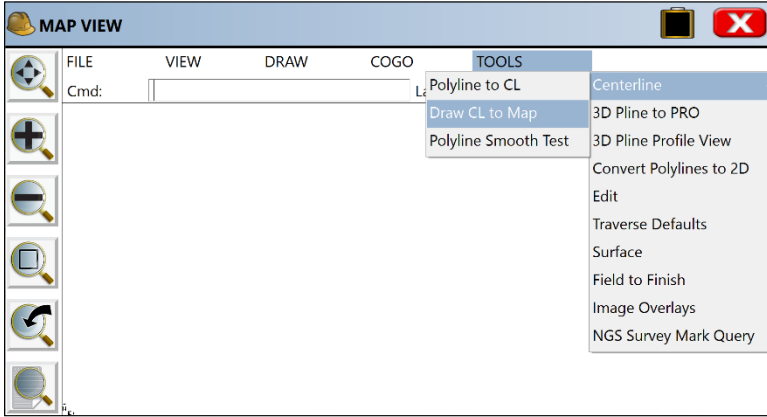 MAP VIEW
FILE VIEW DRAW COGO TOOLS
Cmd:
Polyline to CL
Draw CL to Map
Polyline Smooth Test
Centerline
3D Pline to PRO
3D Pline Profile View
Convert Polylines to 2D
Edit
Traverse Defaults
Surface
Field to Finish
Image Overlays
NGS Survey Mark Query